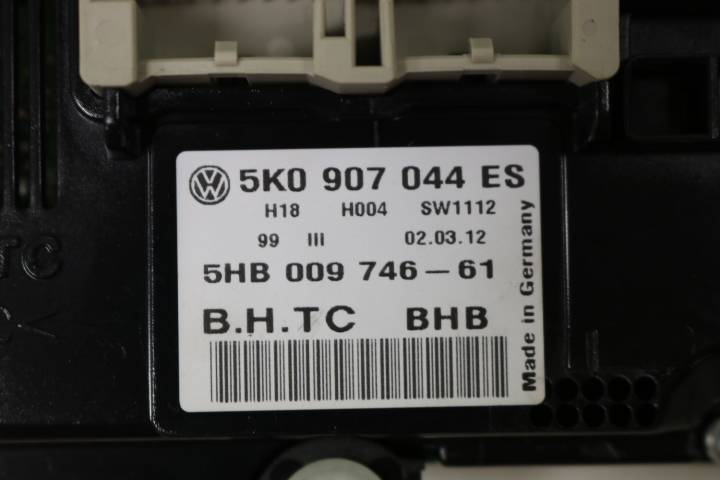 5K0 907 044 ES
H18 H004 SW1112
99 III 02.03.12
5HB 009 746-61
B.H.TC BHB
Made in Germany
TC